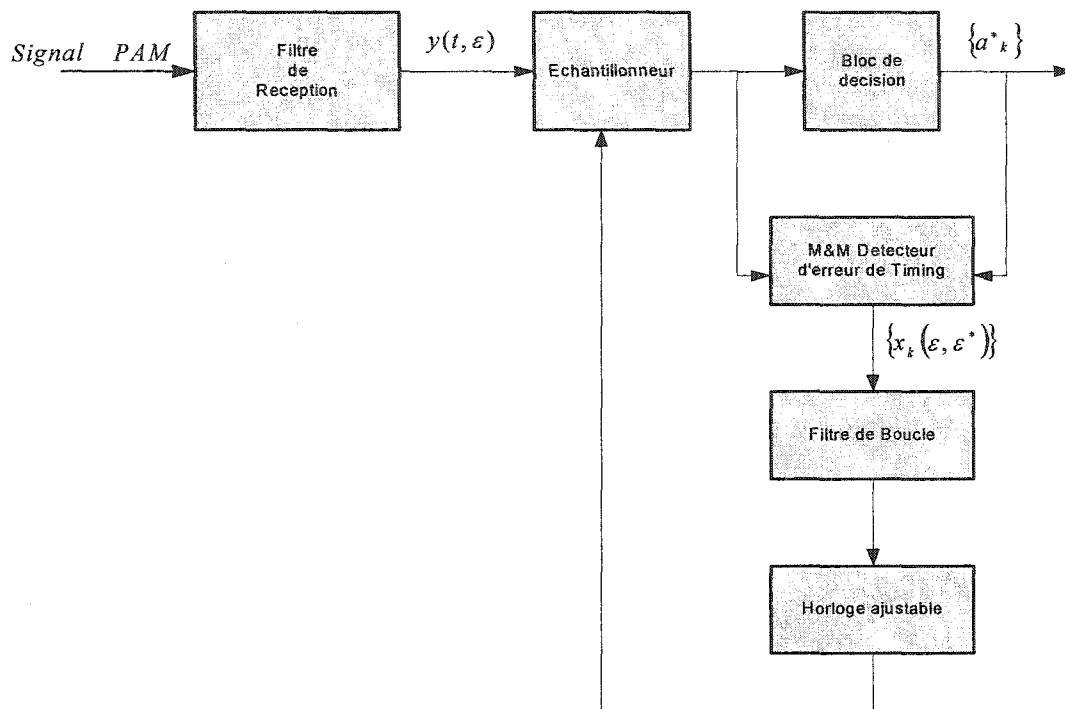 Signal PAM
Filtre
de
Reception
y(t, ε)
Echantillonneur
Bloc de
decision
{a*ₖ}
M&M Detecteur
d'erreur de Timing
{xₖ(ε, ε*)}
Filtre de Boucle
Horloge ajustable